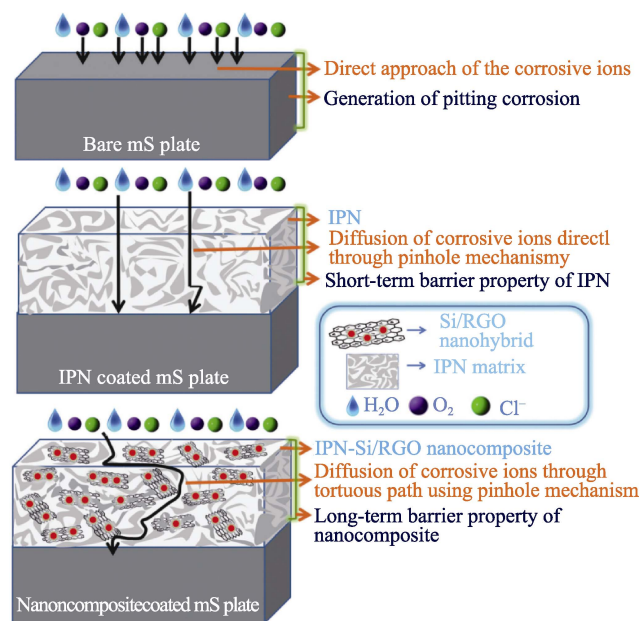 Direct approach of the corrosive ions
Generation of pitting corrosion
Bare mS plate
IPN
Diffusion of corrosive ions directl
through pinhole mechanismy
Short-term barrier property of IPN
IPN coated mS plate
Si/RGO
nanohybrid
IPN matrix
H₂O O₂ Cl⁻
IPN-Si/RGO nanocomposite
Diffusion of corrosive ions through
tortuous path using pinhole mechanism
Long-term barrier property of
nanocomposite
Nanoncompositecoated mS plate